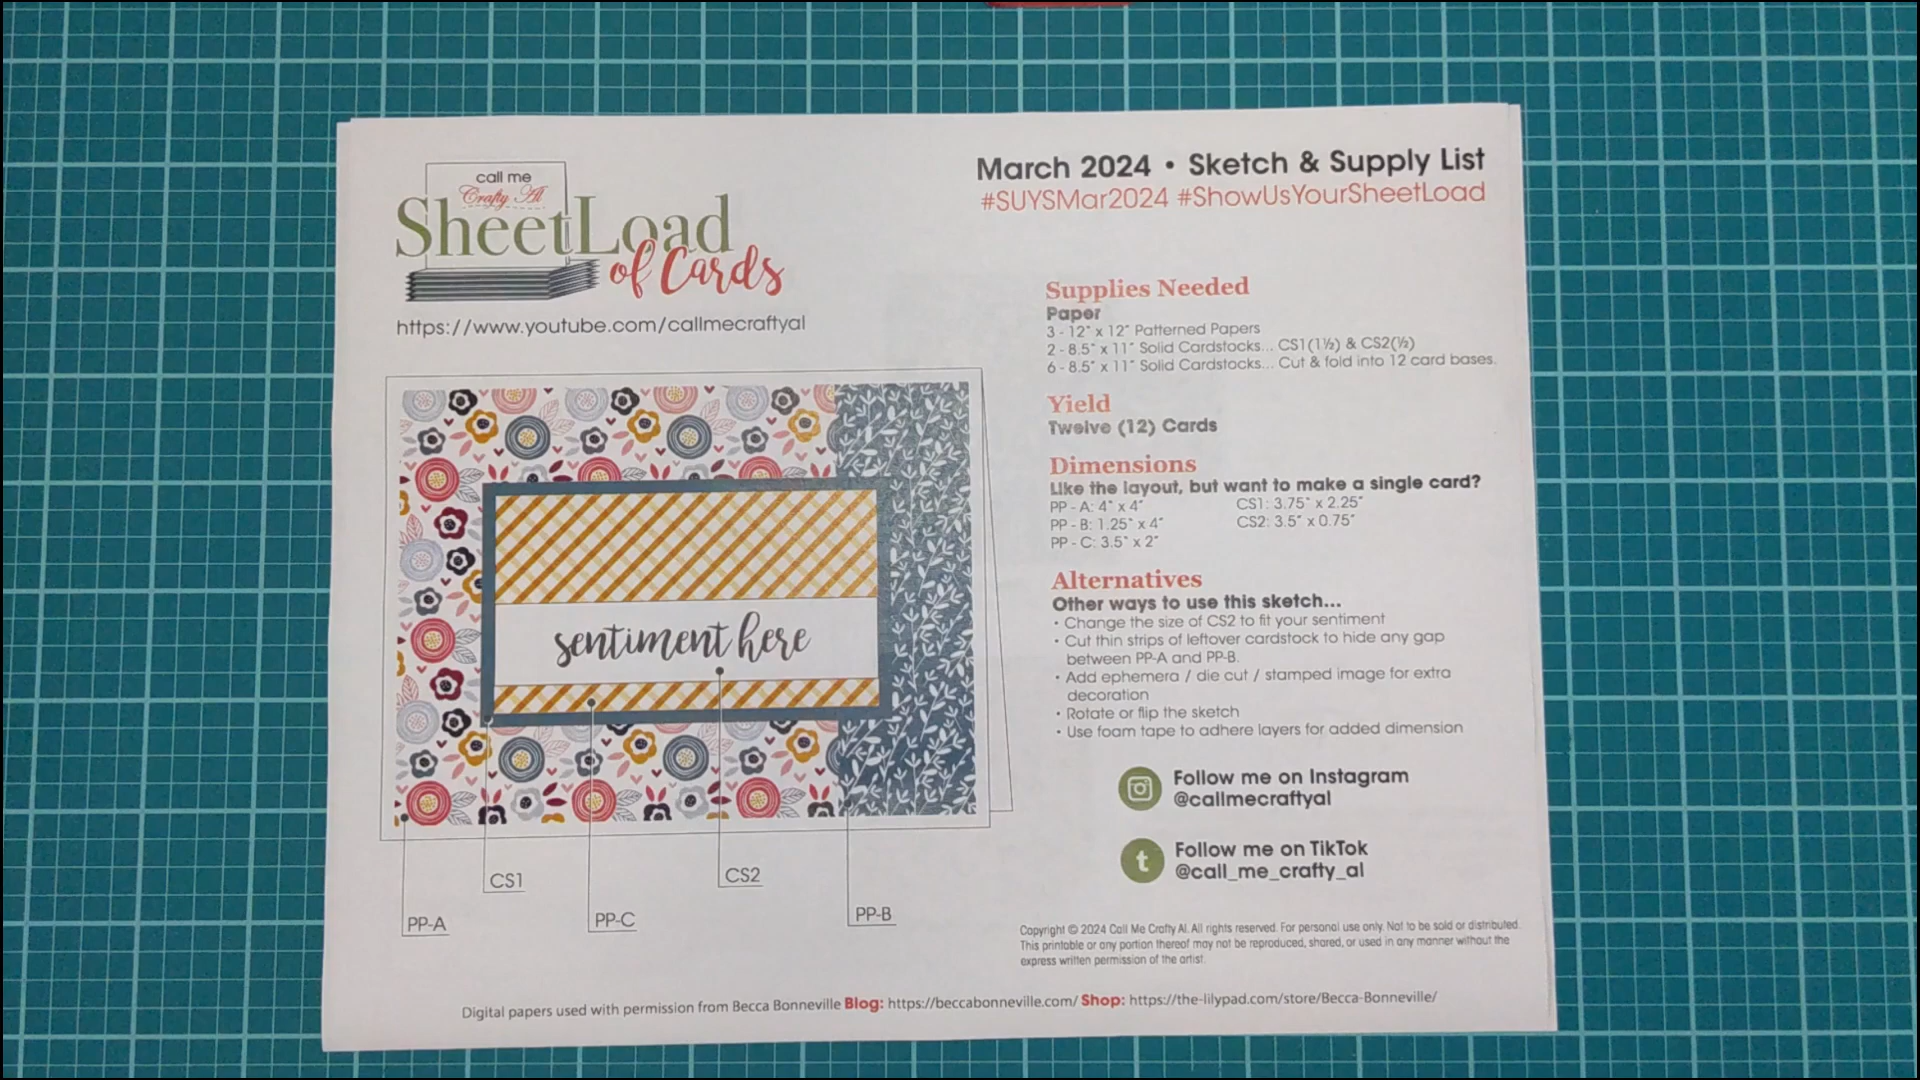 call me
Crafty Al
SheetLoad
of Cards
https://www.youtube.com/callmecraftyal
March 2024 • Sketch & Supply List
#SUYSMar2024 #ShowUsYourSheetLoad
Supplies Needed
Paper
3 - 12" x 12" Patterned Papers
2 - 8.5" x 11" Solid Cardstocks... CS1(1½) & CS2(½)
6 - 8.5" x 11" Solid Cardstocks... Cut & fold into 12 card bases.
Yield
Twelve (12) Cards
Dimensions
Like the layout, but want to make a single card?
PP - A: 4" x 4"
PP - B: 1.25" x 4"
PP - C: 3.5" x 2"
CS1: 3.75" x 2.25"
CS2: 3.5" x 0.75"
Alternatives
Other ways to use this sketch...
• Change the size of CS2 to fit your sentiment
• Cut thin strips of leftover cardstock to hide any gap
between PP-A and PP-B.
• Add ephemera / die cut / stamped image for extra
decoration
• Rotate or flip the sketch
• Use foam tape to adhere layers for added dimension
Follow me on Instagram
@callmecraftyal
t
Follow me on TikTok
@call_me_crafty_al
sentiment here
CS1
CS2
PP-A
PP-C
PP-B
Copyright © 2024 Call Me Crafty Al. All rights reserved. For personal use only. Not to be sold or distributed.
This printable or any portion thereof may not be reproduced, shared, or used in any manner without the
express written permission of the artist.
Digital papers used with permission from Becca Bonneville Blog: https://beccabonneville.com/ Shop: https://the-lilypad.com/store/Becca-Bonneville/